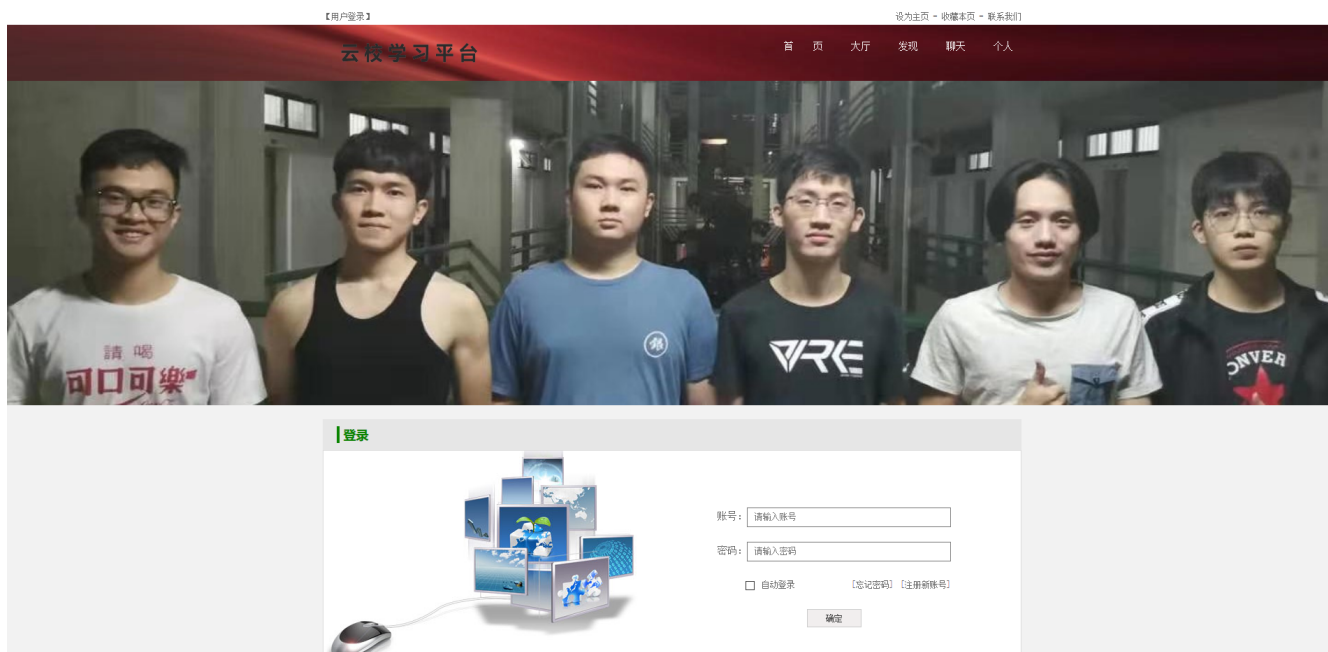 【用户登录】
设为主页 - 收藏本页 - 联系我们
云枝学习平台
首 页 大厅 发现 聊天 个人
請喝
可口可樂
銀
ONVER
登录
账号: 请输入账号
密码: 请输入密码
自动登录 [忘记密码] [注册新账号]
确定